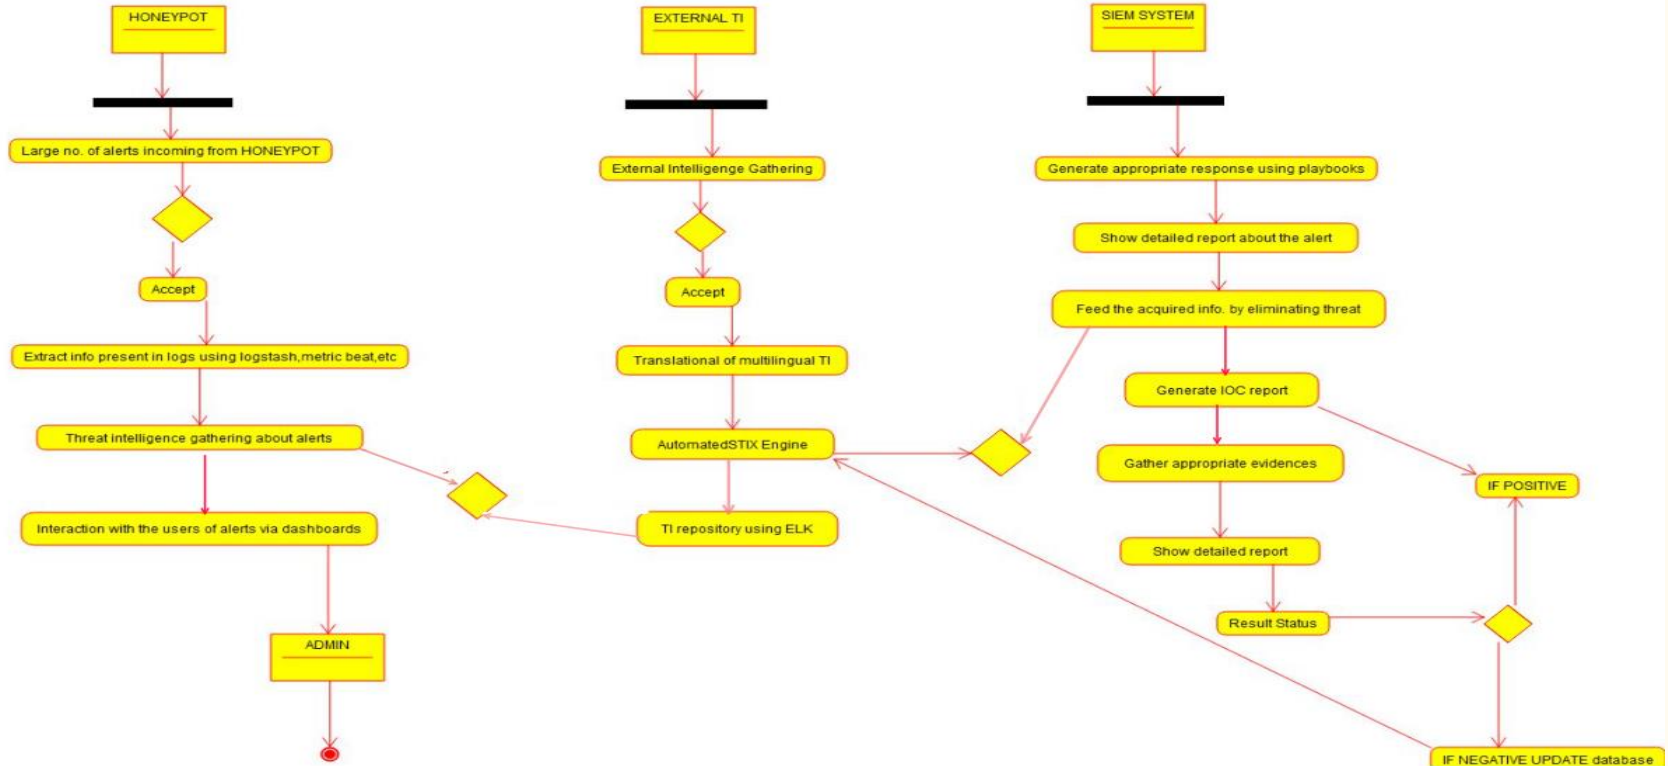 HONEYPOT
Large no. of alerts incoming from HONEYPOT
Accept
Extract info present in logs using logstash,metric beat,etc
Threat intelligence gathering about alerts
Interaction with the users of alerts via dashboards
ADMIN
EXTERNAL TI
External Intelligenge Gathering
Accept
Translational of multilingual TI
AutomatedSTIX Engine
TI repository using ELK
SIEM SYSTEM
Generate appropriate response using playbooks
Show detailed report about the alert
Feed the acquired info. by eliminating threat
Generate IOC report
Gather appropriate evidences
Show detailed report
Result Status
IF POSITIVE
IF NEGATIVE UPDATE database